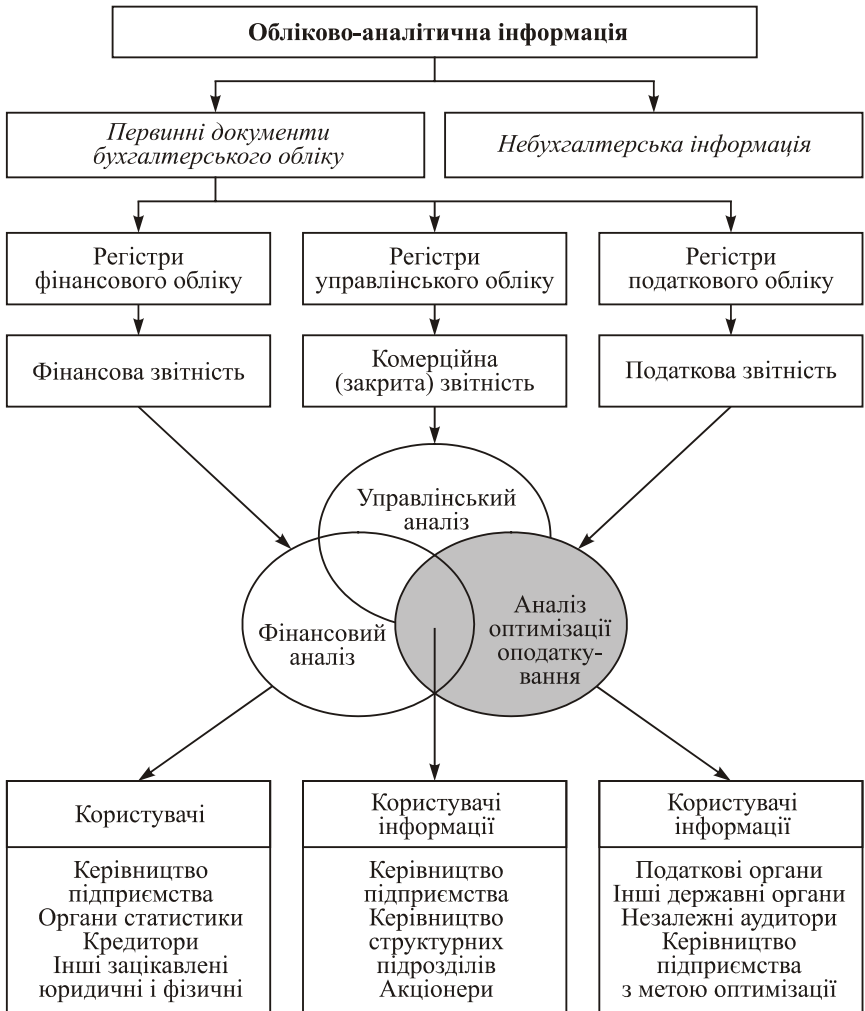 Обліково-аналітична інформація
Первинні документи
бухгалтерського обліку
Небухгалтерська інформація
Регістри
фінансового обліку
Регістри
управлінського обліку
Регістри
податкового обліку
Фінансова звітність
Комерційна
(закрита) звітність
Податкова звітність
Управлінський
аналіз
Фінансовий
аналіз
Аналіз
оптимізації
оподатку-
вання
Користувачі
Керівництво
підприємства
Органи статистики
Кредитори
Інші зацікавлені
юридичні і фізичні
Користувачі
інформації
Керівництво
підприємства
Керівництво
структурних
підрозділів
Акціонери
Користувачі
інформації
Податкові органи
Інші державні органи
Незалежні аудитори
Керівництво
підприємства
з метою оптимізації